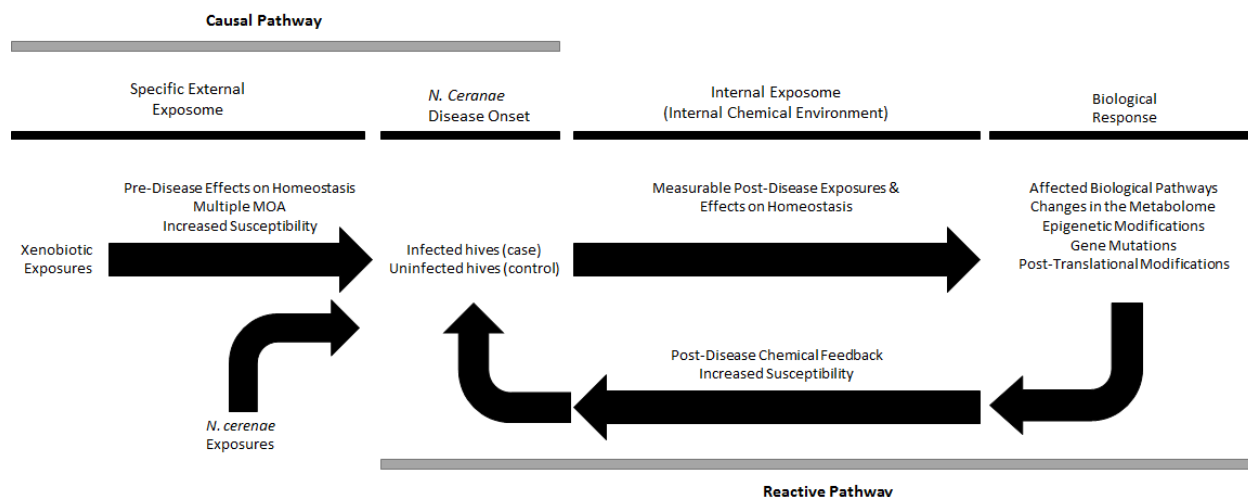 Causal Pathway
Specific External
Exposome
N. Ceranae
Disease Onset
Internal Exposome
(Internal Chemical Environment)
Biological
Response
Pre-Disease Effects on Homeostasis
Multiple MOA
Increased Susceptibility
Xenobiotic
Exposures
Infected hives (case)
Uninfected hives (control)
Measurable Post-Disease Exposures &
Effects on Homeostasis
Affected Biological Pathways
Changes in the Metabolome
Epigenetic Modifications
Gene Mutations
Post-Translational Modifications
Post-Disease Chemical Feedback
Increased Susceptibility
N. cerenae
Exposures
Reactive Pathway